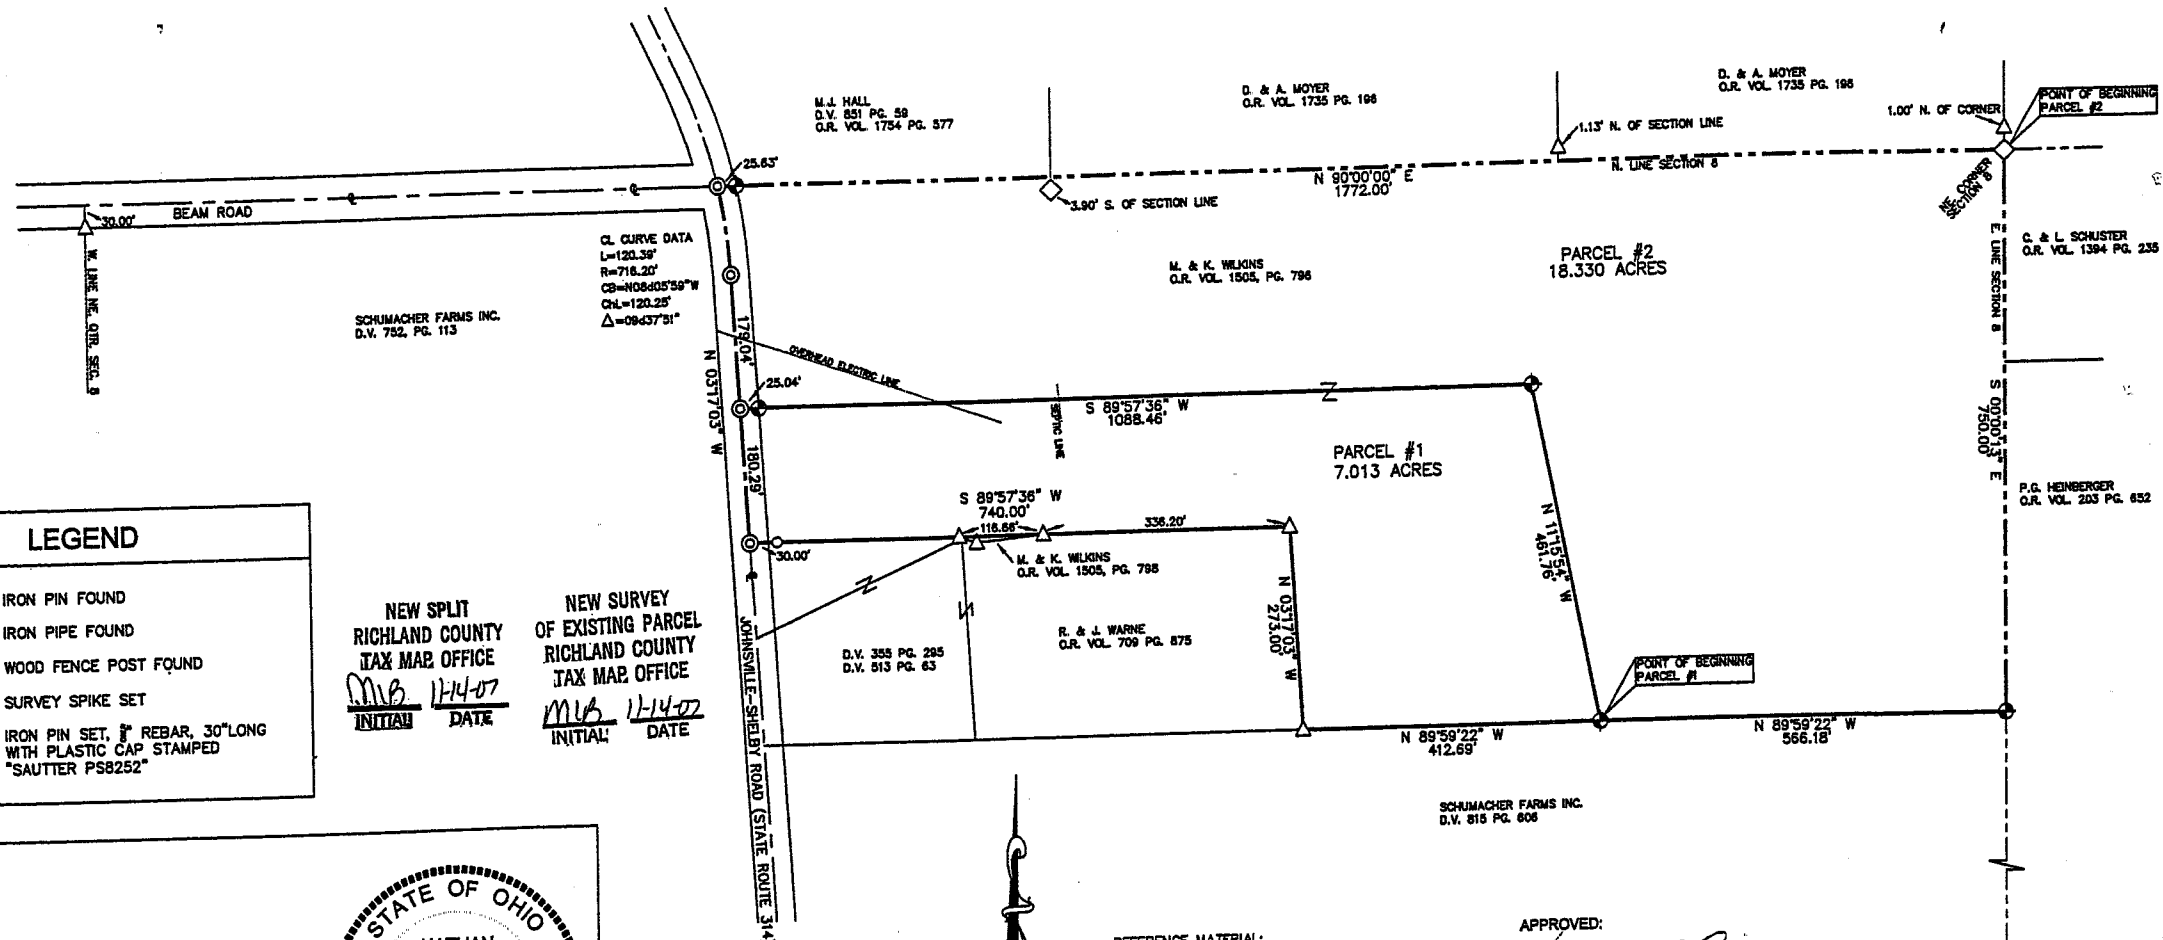 M.J. HALL
D.V. 851 PG. 59
O.R. VOL. 1754 PG. 577
D. & A. MOYER
O.R. VOL. 1735 PG. 198
D. & A. MOYER
O.R. VOL. 1735 PG. 198
1.00' N. OF CORNER
POINT OF BEGINNING
PARCEL #2
1.13' N. OF SECTION LINE
N. LINE SECTION 8
25.63'
N 90°00'00" E
1772.00'
3.90' S. OF SECTION LINE
NE CORNER
SECTION 8
30.00'
BEAM ROAD
W. LINE NE. QTR. SEC. 8
CL CURVE DATA
L=120.39'
R=716.20'
CB=N08d05'59"W
ChL=120.25'
△=09d37'51"
M. & K. WILKINS
O.R. VOL. 1505, PG. 796
PARCEL #2
18.330 ACRES
E. LINE SECTION 8
C. & L. SCHUSTER
O.R. VOL. 1394 PG. 235
SCHUMACHER FARMS INC.
D.V. 752, PG. 113
179.04'
N 03°17'03" W
OVERHEAD ELECTRIC LINE
25.04'
S 89°57'36" W
1088.46'
SEPTIC LINE
S 00°00'13" E
750.00'
PARCEL #1
7.013 ACRES
180.29'
P.G. HEINBERGER
O.R. VOL. 203 PG. 652
S 89°57'36" W
740.00'
116.66'
336.20'
30.00'
M. & K. WILKINS
O.R. VOL. 1505, PG. 798
N 11°15'54" W
461.76'
N 03°17'03" W
273.00'
LEGEND
IRON PIN FOUND
IRON PIPE FOUND
WOOD FENCE POST FOUND
SURVEY SPIKE SET
IRON PIN SET, REBAR, 30"LONG
WITH PLASTIC CAP STAMPED
"SAUTTER PS8252"
NEW SPLIT
RICHLAND COUNTY
TAX MAP OFFICE
MLB 11-14-07
INITIAL DATE
NEW SURVEY
OF EXISTING PARCEL
RICHLAND COUNTY
TAX MAP OFFICE
MLB 11-14-07
INITIAL DATE
D.V. 355 PG. 295
D.V. 513 PG. 63
R. & J. WARNE
O.R. VOL. 709 PG. 875
POINT OF BEGINNING
PARCEL #1
JOHNSVILLE-SHELBY ROAD (STATE ROUTE 314
N 89°59'22" W
412.69'
N 89°59'22" W
566.18'
SCHUMACHER FARMS INC.
D.V. 815 PG. 606
STATE OF OHIO
REFERENCE MATERIAL:
APPROVED: